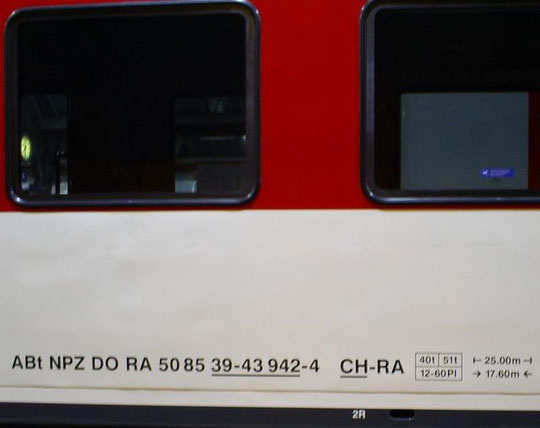 ABt NPZ DO RA 50 85 39-43 942-4 CH-RA
40t 51t
12-60Pl
⊢ 25.00m ⊣
→ 17.60m ←
2R